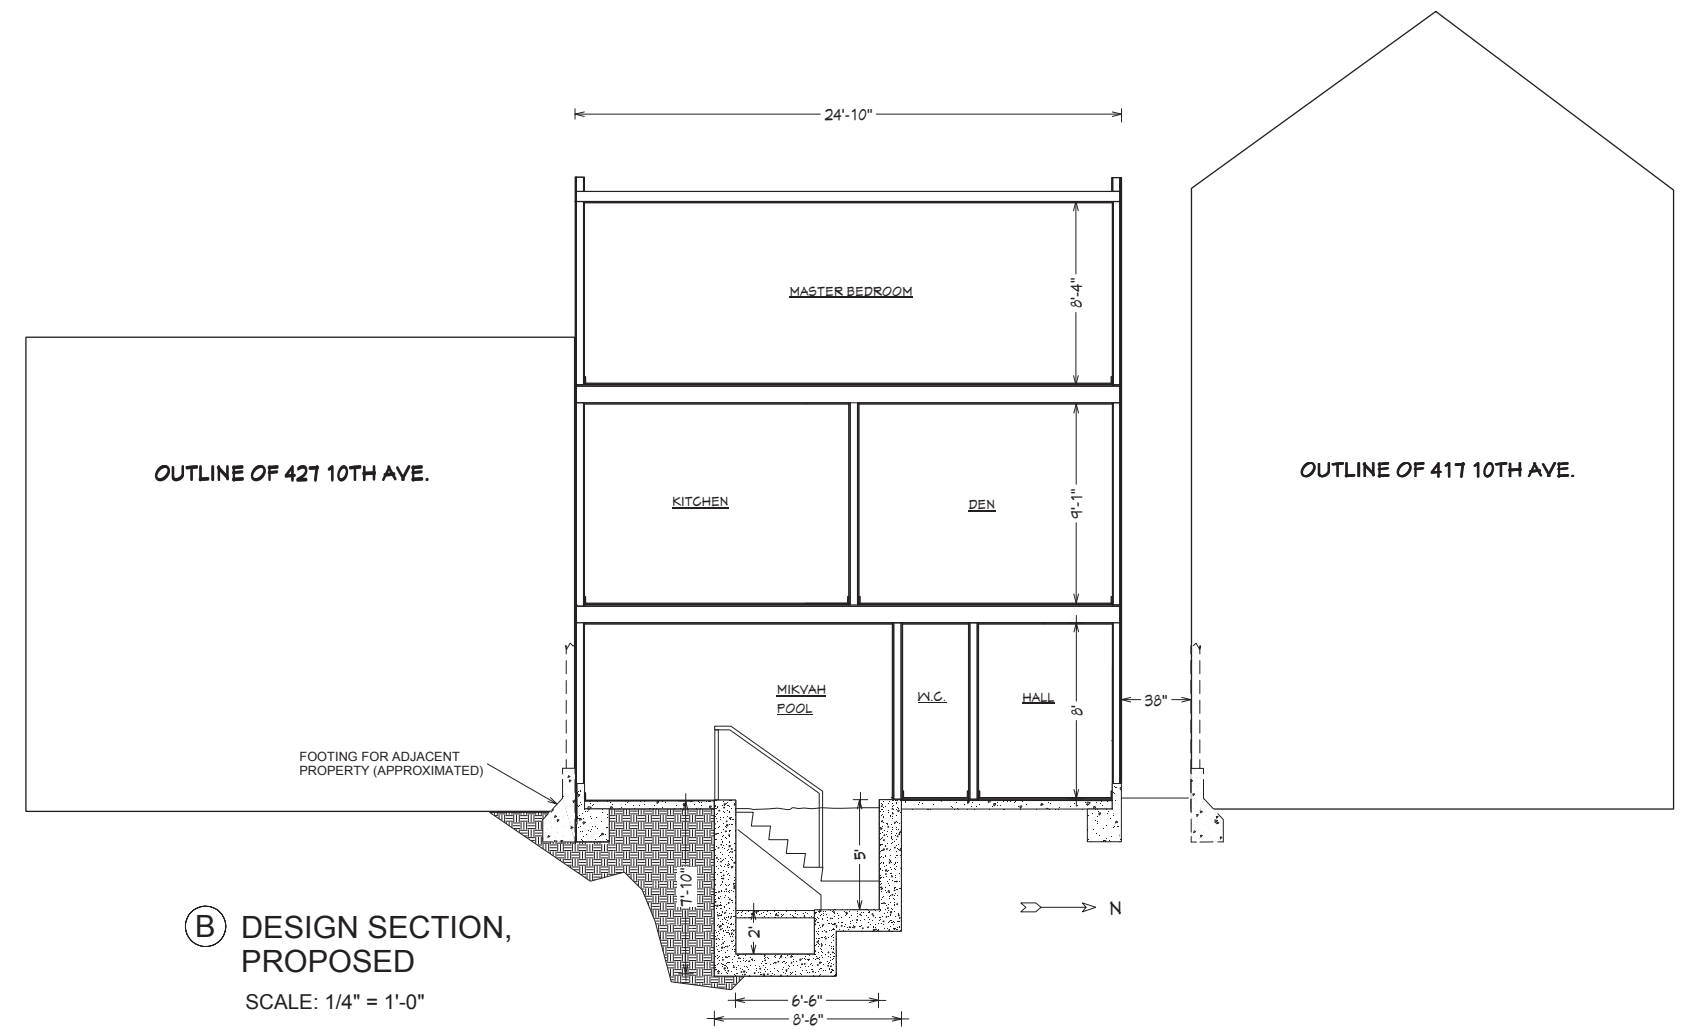 24'-10"
MASTER BEDROOM
8'-4"
OUTLINE OF 427 10TH AVE.
OUTLINE OF 417 10TH AVE.
KITCHEN
DEN
9'-1"
MIKVAH
POOL
W.C.
HALL
8'
38"
FOOTING FOR ADJACENT
PROPERTY (APPROXIMATED)
5'
7'-10"
2'
N
B DESIGN SECTION,
PROPOSED
SCALE: 1/4" = 1'-0"
6'-6"
8'-6"